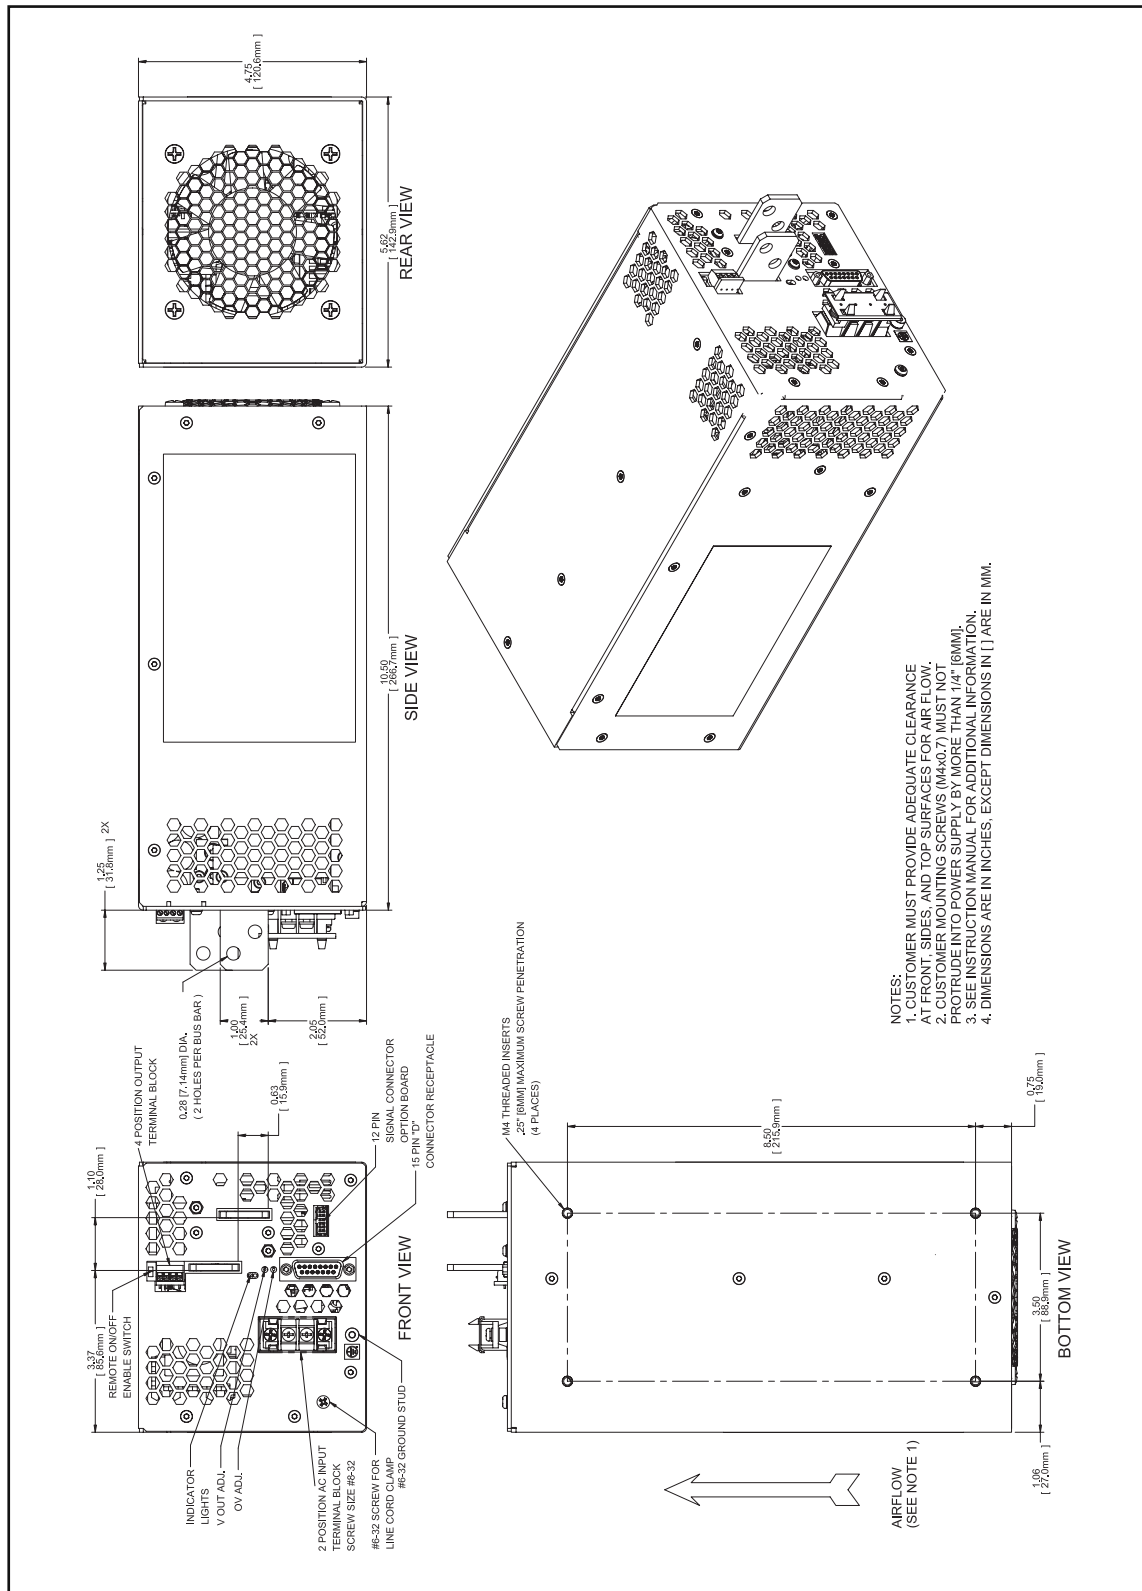 4.75
[ 120.6mm ]
5.62
[ 142.9mm ]
REAR VIEW
10.50
[ 266.7mm ]
SIDE VIEW
1.25
[ 31.8mm ] 2X
0.28 [7.14mm] DIA.
( 2 HOLES PER BUS BAR )
1.00
[ 25.4mm ]
2X
2.05
[ 52.0mm ]
4 POSITION OUTPUT
TERMINAL BLOCK
1.10
[ 28.0mm ]
0.63
[ 15.9mm ]
3.37
[ 85.6mm ]
REMOTE ON/OFF
ENABLE SWITCH
12 PIN
SIGNAL CONNECTOR
OPTION BOARD
15 PIN "D"
CONNECTOR RECEPTACLE
FRONT VIEW
INDICATOR
LIGHTS
V OUT ADJ.
OV ADJ.
2 POSITION AC INPUT
TERMINAL BLOCK
SCREW SIZE #8-32
#6-32 SCREW FOR
LINE CORD CLAMP
#6-32 GROUND STUD
M4 THREADED INSERTS
.25" [6MM] MAXIMUM SCREW PENETRATION
(4 PLACES)
8.50
[ 215.9mm ]
0.75
[ 19.0mm ]
3.50
[ 88.9mm ]
1.06
[ 27.0mm ]
BOTTOM VIEW
AIRFLOW
(SEE NOTE 1)
NOTES:
1. CUSTOMER MUST PROVIDE ADEQUATE CLEARANCE
AT FRONT, SIDES, AND TOP SURFACES FOR AIR FLOW.
2. CUSTOMER MOUNTING SCREWS (M4x0.7) MUST NOT
PROTRUDE INTO POWER SUPPLY BY MORE THAN 1/4" [6MM].
3. SEE INSTRUCTION MANUAL FOR ADDITIONAL INFORMATION.
4. DIMENSIONS ARE IN INCHES, EXCEPT DIMENSIONS IN [ ] ARE IN MM.